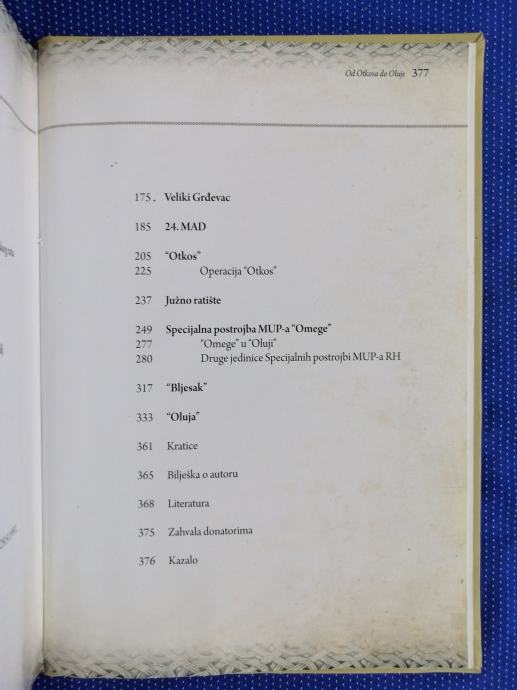 Od Otkosa do Oluje 377
175. Veliki Grđevac
185 24. MAD
205 “Otkos”
225 Operacija “Otkos”
237 Južno ratište
249 Specijalna postrojba MUP-a “Omege”
277 “Omege” u “Oluji”
280 Druge jedinice Specijalnih postrojbi MUP-a RH
317 “Bljesak”
333 “Oluja”
361 Kratice
365 Bilješka o autoru
368 Literatura
375 Zahvala donatorima
376 Kazalo